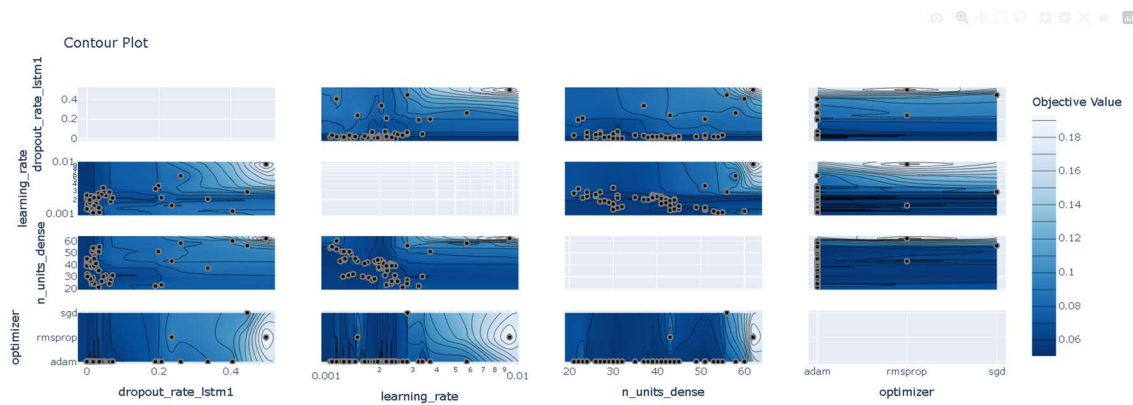 Contour Plot
dropout_rate_lstm1
0.4
0.2
0
Objective Value
0.18
0.16
0.14
0.12
0.1
0.08
0.06
learning_rate
0.01
5
3
2
0.001
n_units_dense
60
50
40
30
20
optimizer
sgd
rmsprop
adam
0 0.2 0.4
0.001 2 3 4 5 6 7 8 9 0.01
20 30 40 50 60
adam rmsprop sgd
dropout_rate_lstm1
learning_rate
n_units_dense
optimizer